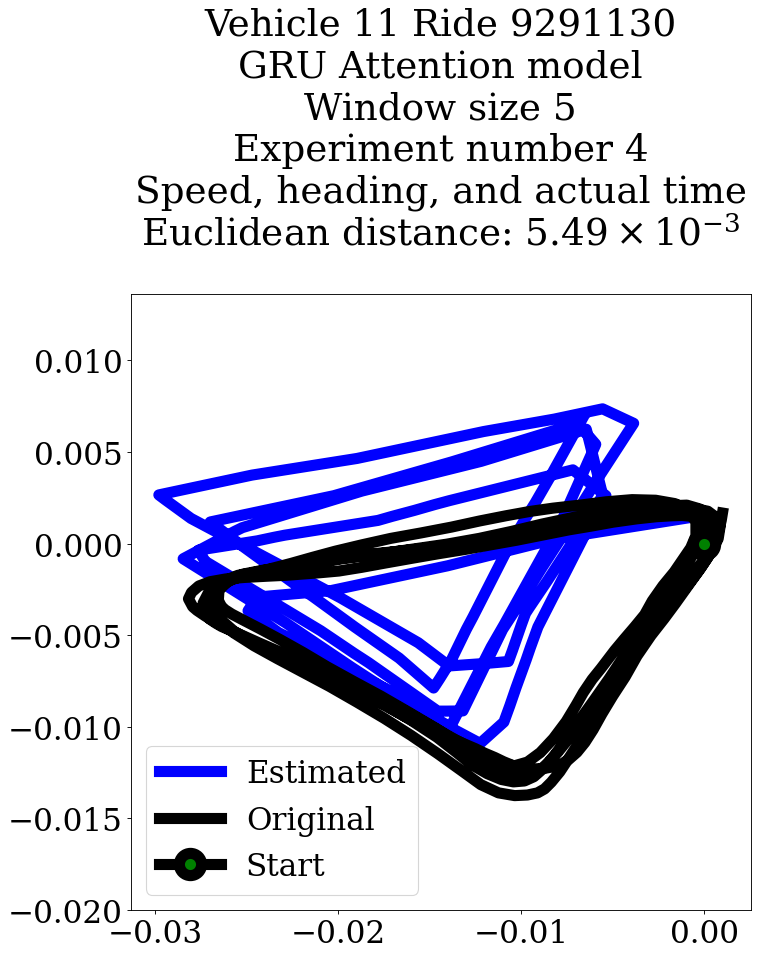 Vehicle 11 Ride 9291130
GRU Attention model
Window size 5
Experiment number 4
Speed, heading, and actual time
Euclidean distance: 5.49 × 10⁻³
0.010
0.005
0.000
−0.005
−0.010
−0.015
−0.020
Estimated
Original
Start
−0.03 −0.02 −0.01 0.00